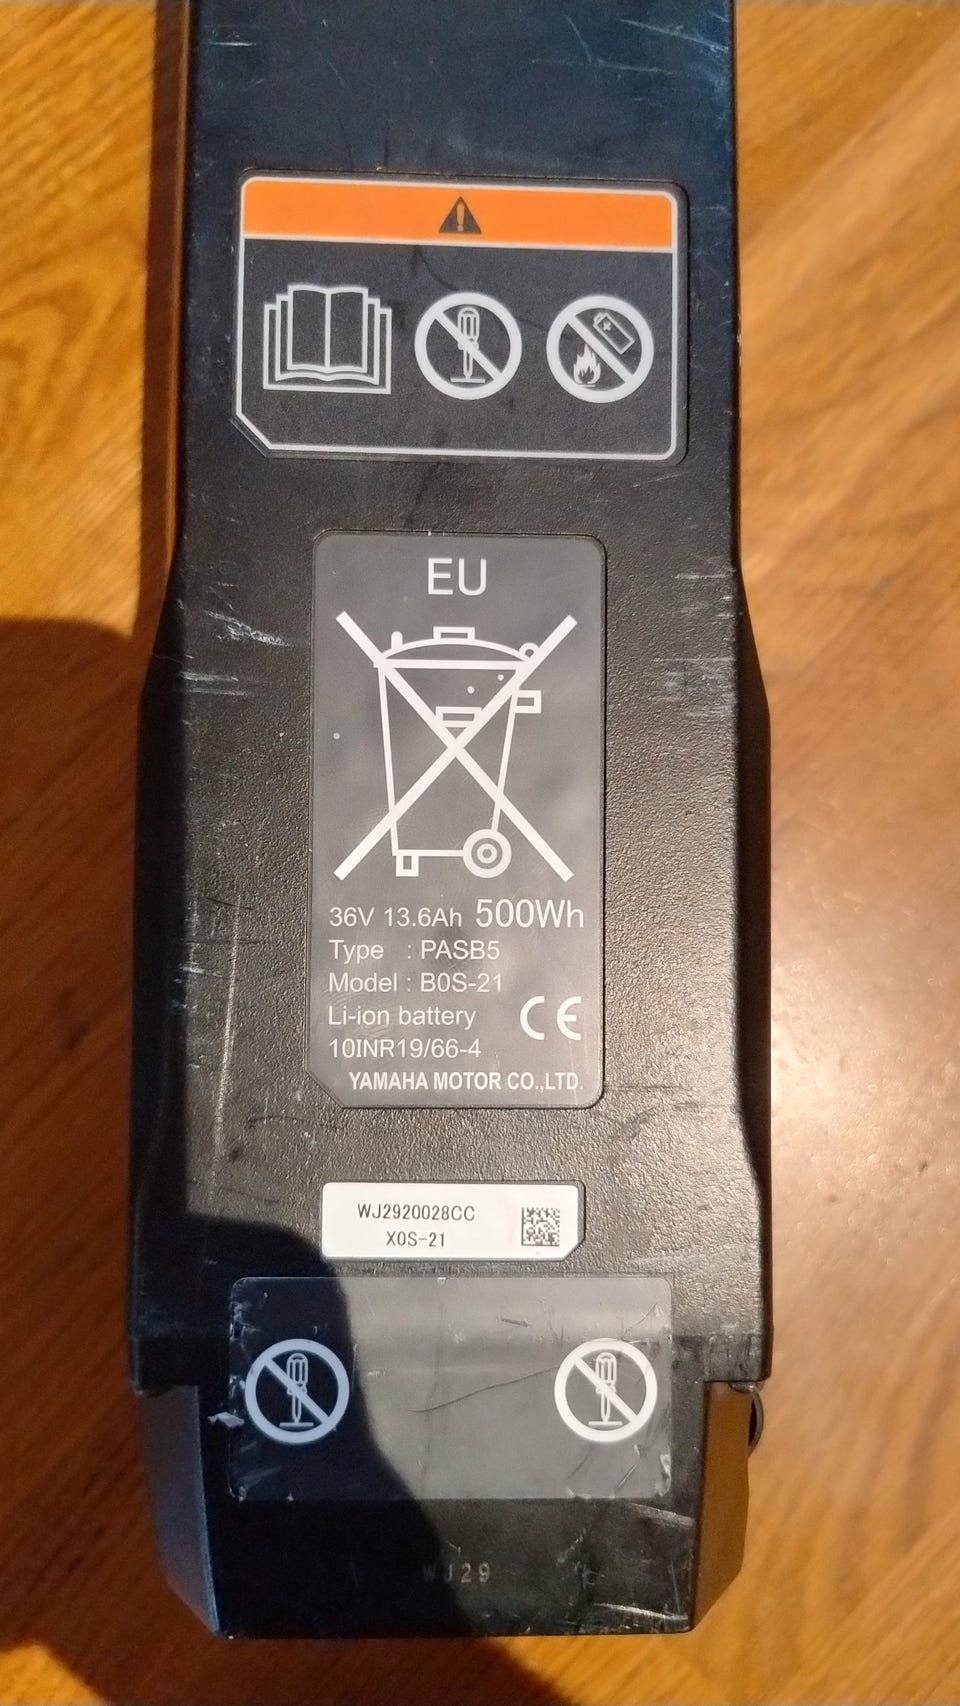 EU
36V 13.6Ah 500Wh
Type : PASB5
Model : B0S-21
Li-ion battery
10INR19/66-4
CE
YAMAHA MOTOR CO.,LTD.
WJ2920028CC
X0S-21
WJ29